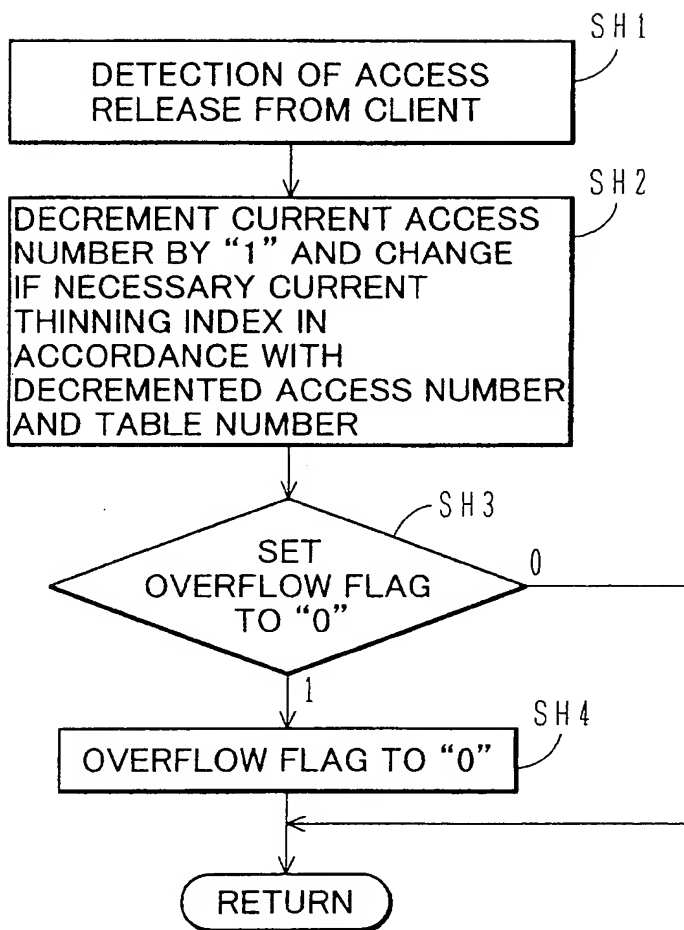 SH1
DETECTION OF ACCESS
RELEASE FROM CLIENT
SH2
DECREMENT CURRENT ACCESS
NUMBER BY “1” AND CHANGE
IF NECESSARY CURRENT
THINNING INDEX IN
ACCORDANCE WITH
DECREMENTED ACCESS NUMBER
AND TABLE NUMBER
SH3
SET
OVERFLOW FLAG
TO “0”
0
1
SH4
OVERFLOW FLAG TO “0”
RETURN